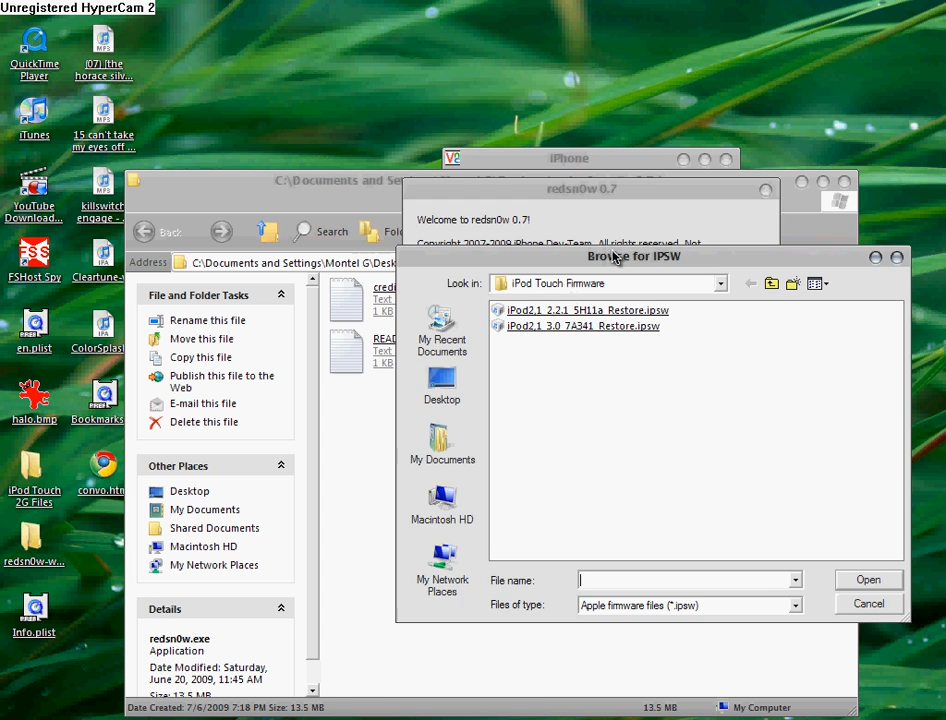 Unregistered HyperCam 2
QuickTime
Player
(07) [the
horace silv...
iTunes
15 can't take
my eyes off ...
YouTube
Download...
killswitch
engage - ...
FSHost Spy
Cleartune-...
en.plist
ColorSplas
halo.bmp
Bookmarks
iPod Touch
2G Files
convo.htm
redsn0w-w...
Info.plist
iPhone
C:\Documents and Se
redsn0w 0.7
Back
Search
Fol
Welcome to redsn0w 0.7!
Copyright 2007-2009 iPhone Dev-Team. All rights reserved. Not
Address
C:\Documents and Settings\Montel G\Desk
File and Folder Tasks
Rename this file
Move this file
Copy this file
Publish this file to the
Web
E-mail this file
Delete this file
Other Places
Desktop
My Documents
Shared Documents
Macintosh HD
My Network Places
Details
redsn0w.exe
Application
Date Modified: Saturday,
June 20, 2009, 11:45 AM
Size: 13.5 MB
credi
Text
1 KB
READ
Text
1 KB
Browse for IPSW
Look in:
iPod Touch Firmware
iPod2,1_2.2.1_5H11a_Restore.ipsw
iPod2,1_3.0_7A341_Restore.ipsw
My Recent
Documents
Desktop
My Documents
Macintosh HD
My Network
Places
File name:
Open
Files of type:
Apple firmware files (*.ipsw)
Cancel
Date Created: 7/6/2009 7:18 PM Size: 13.5 MB
13.5 MB
My Computer